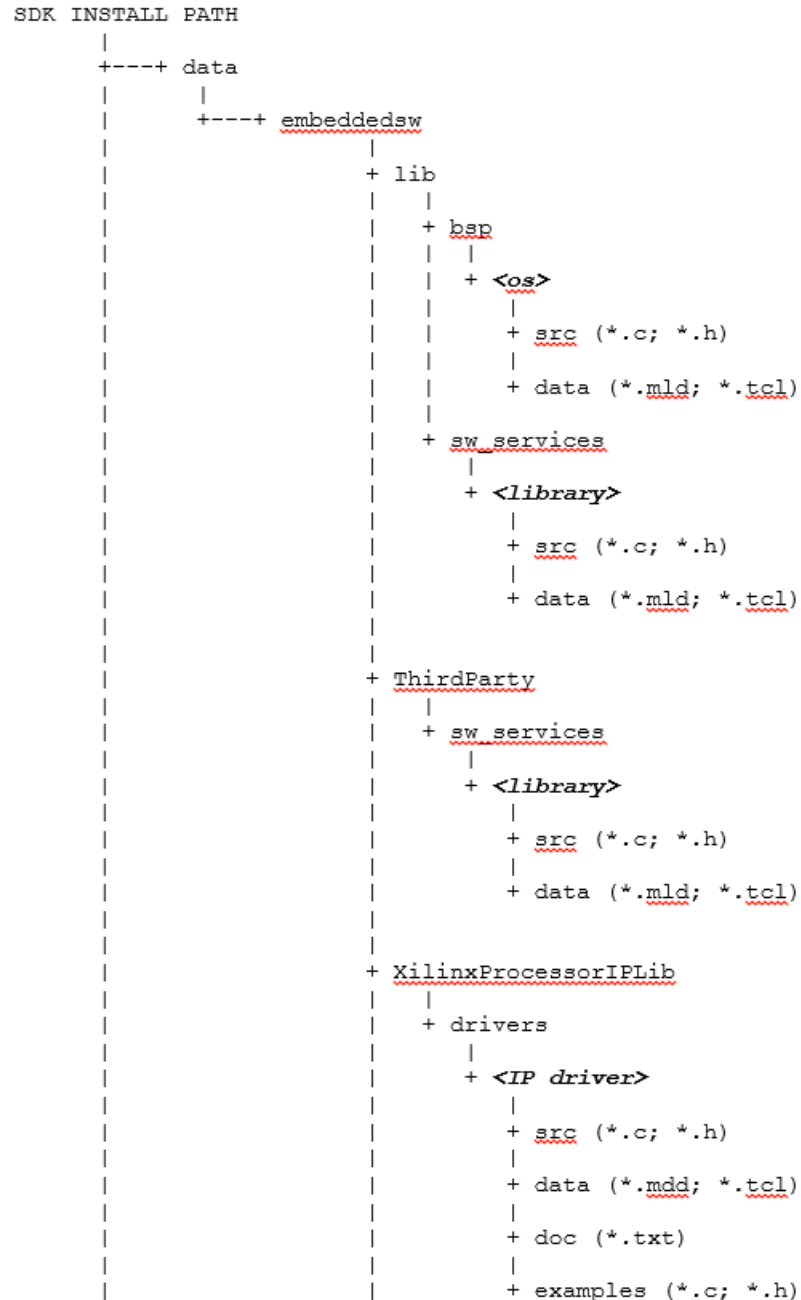 SDK INSTALL PATH
|
+---+ data
| |
| +---+ embeddedsw
| |
| + lib
| | |
| | + bsp
| | | |
| | | + <os>
| | | |
| | | + src (*.c; *.h)
| | | |
| | | + data (*.mld; *.tcl)
| | |
| | + sw_services
| | |
| | + <library>
| | |
| | + src (*.c; *.h)
| | |
| | + data (*.mld; *.tcl)
| |
| |
| + ThirdParty
| | |
| | + sw_services
| | |
| | + <library>
| | |
| | + src (*.c; *.h)
| | |
| | + data (*.mld; *.tcl)
| |
| |
| + XilinxProcessorIPLib
| | |
| | + drivers
| | |
| | + <IP driver>
| | |
| | + src (*.c; *.h)
| | |
| | + data (*.mdd; *.tcl)
| | |
| | + doc (*.txt)
| | |
| | + examples (*.c; *.h)